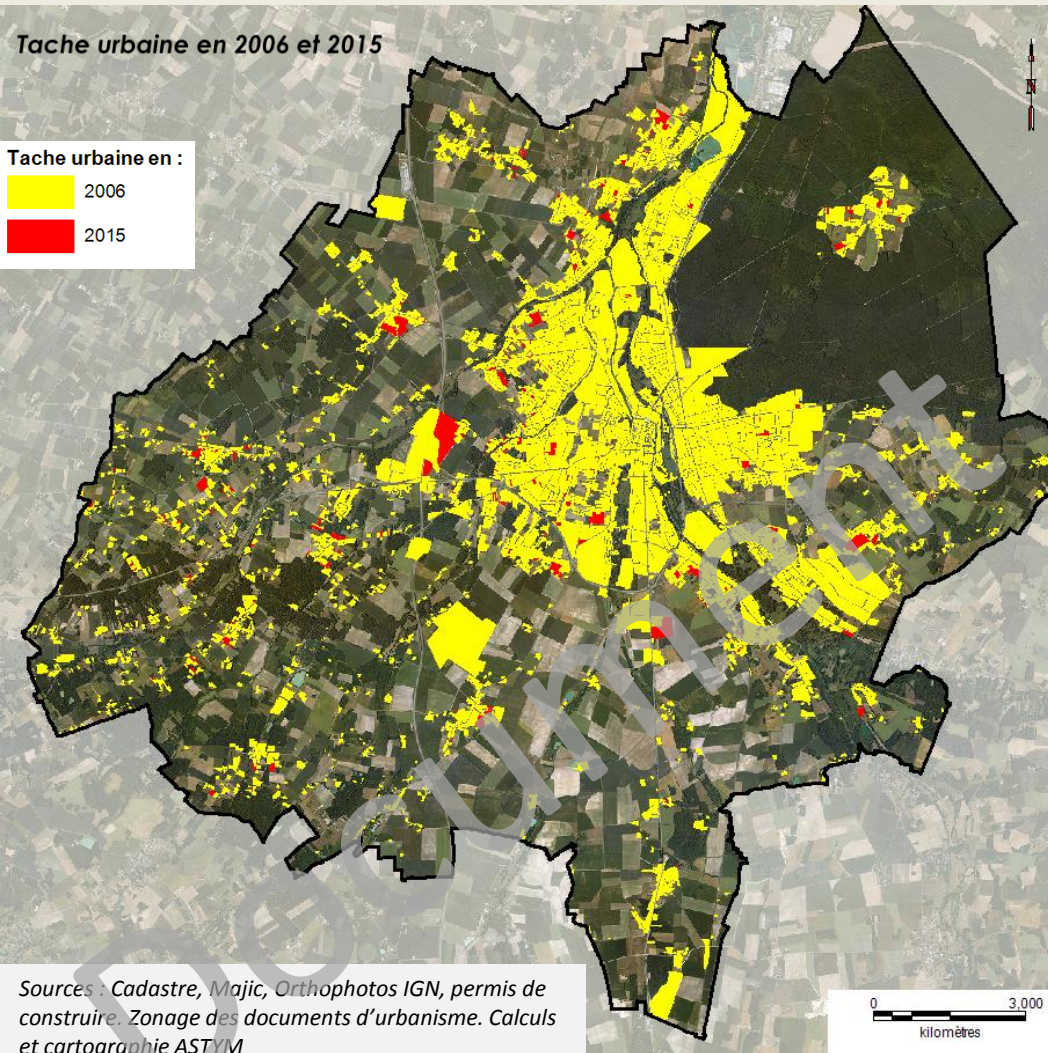 Tache urbaine en 2006 et 2015
N
Tache urbaine en :
2006
2015
Document
Sources : Cadastre, Majic, Orthophotos IGN, permis de
construire. Zonage des documents d'urbanisme. Calculs
et cartographie ASTYM
0 3,000
kilomètres